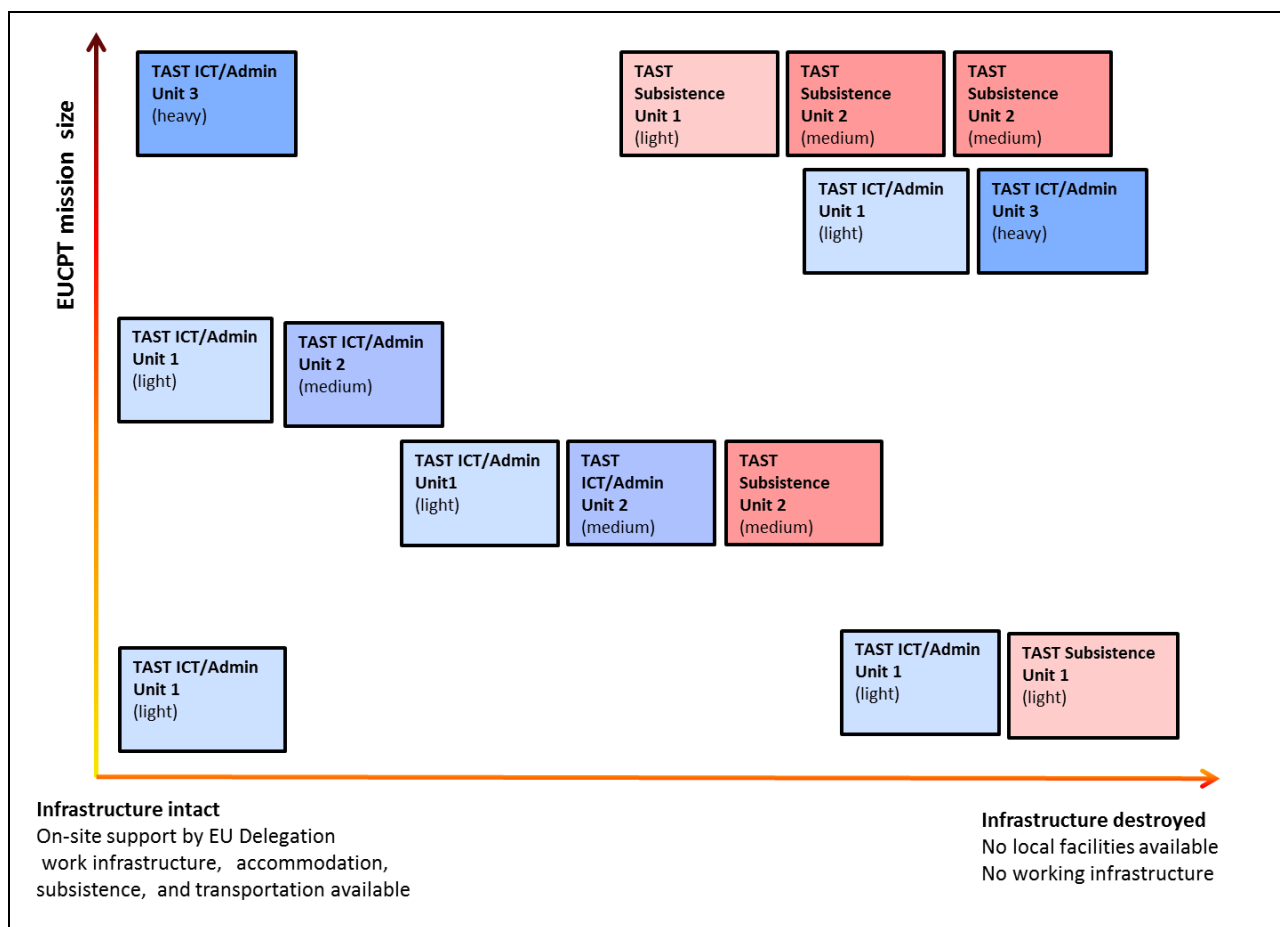 EUCPT mission size
TAST ICT/Admin
Unit 3
(heavy)
TAST
Subsistence
Unit 1
(light)
TAST
Subsistence
Unit 2
(medium)
TAST
Subsistence
Unit 2
(medium)
TAST ICT/Admin
Unit 1
(light)
TAST ICT/Admin
Unit 3
(heavy)
TAST ICT/Admin
Unit 1
(light)
TAST ICT/Admin
Unit 2
(medium)
TAST ICT/Admin
Unit1
(light)
TAST
ICT/Admin
Unit 2
(medium)
TAST
Subsistence
Unit 2
(medium)
TAST ICT/Admin
Unit 1
(light)
TAST ICT/Admin
Unit 1
(light)
TAST Subsistence
Unit 1
(light)
Infrastructure intact
On-site support by EU Delegation
work infrastructure, accommodation,
subsistence, and transportation available
Infrastructure destroyed
No local facilities available
No working infrastructure